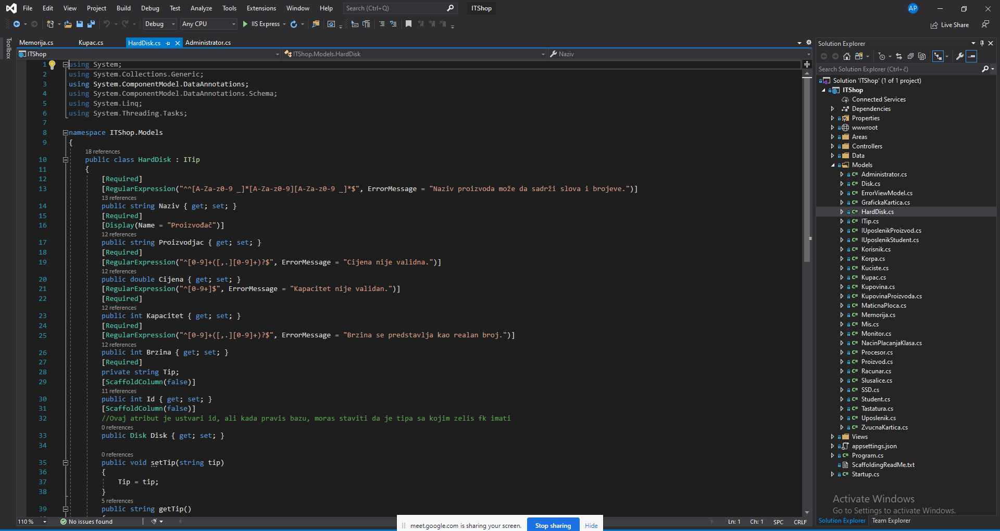 File Edit View Project Build Debug Test Analyze Tools Extensions Window Help Search (Ctrl+Q) ITShop AP
Debug Any CPU IIS Express Live Share
Toolbox
Memorija.cs Kupac.cs HardDisk.cs Administrator.cs
ITShop ITShop.Models.HardDisk Naziv
1 using System;
2 using System.Collections.Generic;
3 using System.ComponentModel.DataAnnotations;
4 using System.ComponentModel.DataAnnotations.Schema;
5 using System.Linq;
6 using System.Threading.Tasks;
7
8 namespace ITShop.Models
9 {
18 references
10 public class HardDisk : ITip
11 {
12 [Required]
13 [RegularExpression("^^[A-Za-z0-9 _]*[A-Za-z0-9][A-Za-z0-9 _]*$", ErrorMessage = "Naziv proizvoda može da sadrži slova i brojeve.")]
13 references
14 public string Naziv { get; set; }
15 [Required]
16 [Display(Name = "Proizvođač")]
12 references
17 public string Proizvodjac { get; set; }
18 [Required]
19 [RegularExpression("^[0-9]+([,.][0-9]+)?$", ErrorMessage = "Cijena nije validna.")]
12 references
20 public double Cijena { get; set; }
21 [RegularExpression("^[0-9+]$", ErrorMessage = "Kapacitet nije validan.")]
22 [Required]
12 references
23 public int Kapacitet { get; set; }
24 [Required]
25 [RegularExpression("^[0-9]+([,.][0-9]+)?$", ErrorMessage = "Brzina se predstavlja kao realan broj.")]
12 references
26 public int Brzina { get; set; }
27 [Required]
28 private string Tip;
29 [ScaffoldColumn(false)]
11 references
30 public int Id { get; set; }
31 [ScaffoldColumn(false)]
32 //Ovaj atribut je ustvari id, ali kada pravis bazu, moras staviti da je tipa sa kojim zelis fk imati
0 references
33 public Disk Disk { get; set; }
34
0 references
35 public void setTip(string tip)
36 {
37 Tip = tip;
38 }
5 references
39 public string getTip()
110 % No issues found Ln: 1 Ch: 1 SPC CRLF
meet.google.com is sharing your screen. Stop sharing Hide
Solution Explorer
Search Solution Explorer (Ctrl+č)
Solution 'ITShop' (1 of 1 project)
ITShop
Connected Services
Dependencies
Properties
wwwroot
Areas
Controllers
Data
Models
C# Administrator.cs
C# Disk.cs
C# ErrorViewModel.cs
C# GrafickaKartica.cs
C# HardDisk.cs
C# ITip.cs
C# IUposlenikProizvod.cs
C# IUposlenikStudent.cs
C# Korisnik.cs
C# Korpa.cs
C# Kuciste.cs
C# Kupac.cs
C# Kupovina.cs
C# KupovinaProizvoda.cs
C# MaticnaPloca.cs
C# Memorija.cs
C# Mis.cs
C# Monitor.cs
C# NacinPlacanjaKlasa.cs
C# Procesor.cs
C# Proizvod.cs
C# Racunar.cs
C# Slusalice.cs
C# SSD.cs
C# Student.cs
C# Tastatura.cs
C# Uposlenik.cs
C# ZvucnaKartica.cs
Views
appsettings.json
C# Program.cs
ScaffoldingReadMe.txt
C# Startup.cs
Activate Windows
Go to Settings to activate Windows.
Solution Explorer Team Explorer